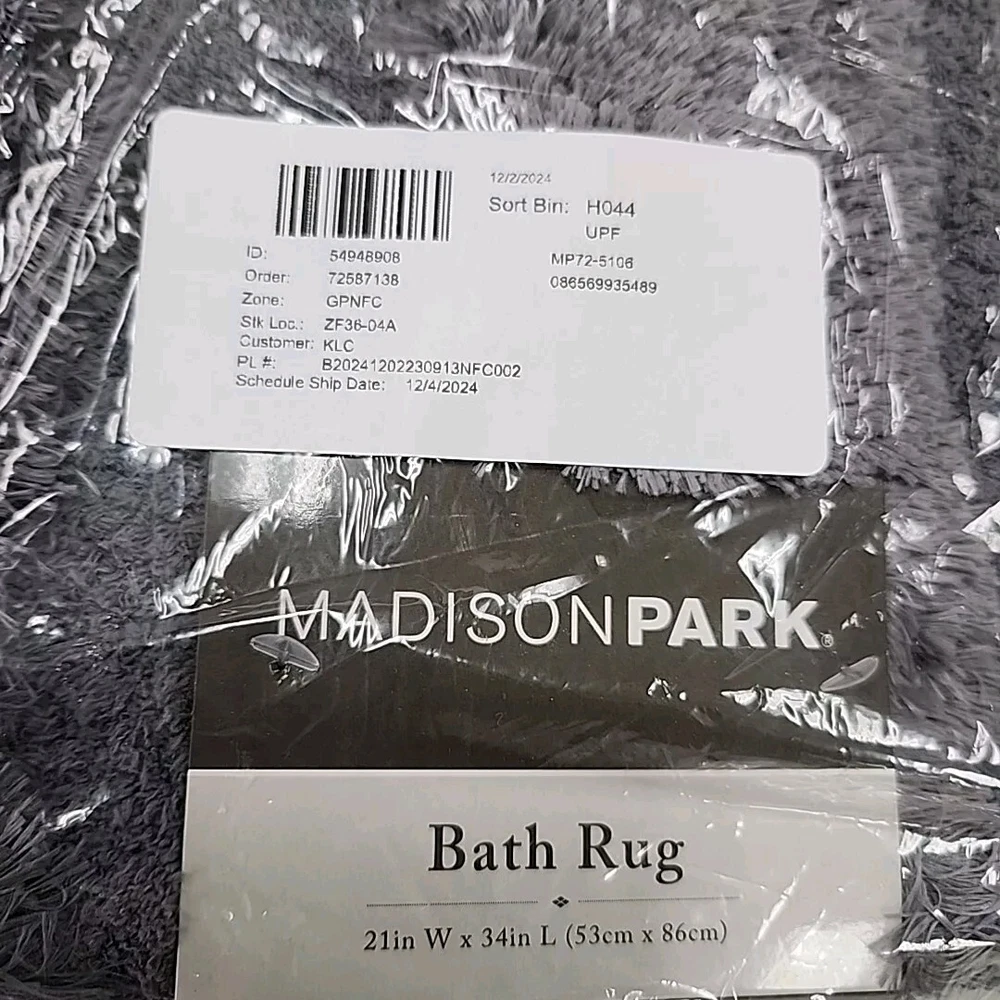 12/2/2024
Sort Bin: H044
UPF
MP72-5106
086569935489
ID: 54948908
Order: 72587138
Zone: GPNFC
Stk Loc.: ZF36-04A
Customer: KLC
PL #: B20241202230913NFC002
Schedule Ship Date: 12/4/2024
MADISONPARK®
Bath Rug
21in W x 34in L (53cm x 86cm)